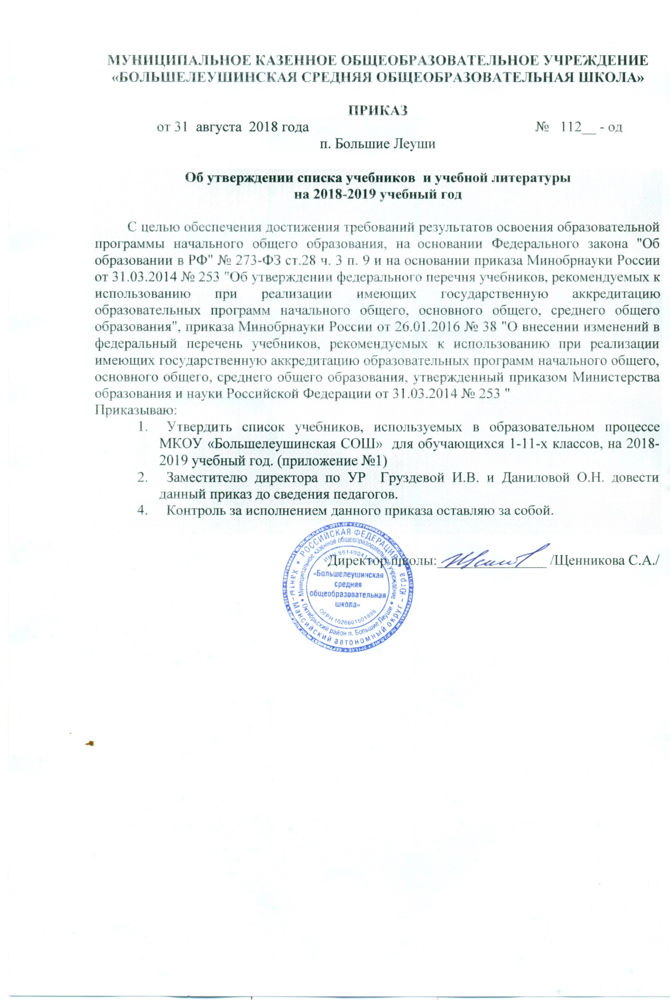 МУНИЦИПАЛЬНОЕ КАЗЕННОЕ ОБЩЕОБРАЗОВАТЕЛЬНОЕ УЧРЕЖДЕНИЕ
«БОЛЬШЕЛЕУШИНСКАЯ СРЕДНЯЯ ОБЩЕОБРАЗОВАТЕЛЬНАЯ ШКОЛА»
ПРИКАЗ
от 31 августа 2018 года № 112__ - од
п. Большие Леуши
Об утверждении списка учебников и учебной литературы
на 2018-2019 учебный год
С целью обеспечения достижения требований результатов освоения образовательной
программы начального общего образования, на основании Федерального закона "Об
образовании в РФ" № 273-ФЗ ст.28 ч. 3 п. 9 и на основании приказа Минобрнауки России
от 31.03.2014 № 253 "Об утверждении федерального перечня учебников, рекомендуемых к
использованию при реализации имеющих государственную аккредитацию
образовательных программ начального общего, основного общего, среднего общего
образования", приказа Минобрнауки России от 26.01.2016 № 38 "О внесении изменений в
федеральный перечень учебников, рекомендуемых к использованию при реализации
имеющих государственную аккредитацию образовательных программ начального общего,
основного общего, среднего общего образования, утвержденный приказом Министерства
образования и науки Российской Федерации от 31.03.2014 № 253 "
Приказываю:
1. Утвердить список учебников, используемых в образовательном процессе
МКОУ «Большелеушинская СОШ» для обучающихся 1-11-х классов, на 2018-
2019 учебный год. (приложение №1)
2. Заместителю директора по УР Груздевой И.В. и Даниловой О.Н. довести
данный приказ до сведения педагогов.
4. Контроль за исполнением данного приказа оставляю за собой.
Директор школы:________________ /Щенникова С.А./
РОССИЙСКАЯ ФЕДЕРАЦИЯ
Ханты-Мансийский автономный округ – Югра
Муниципальное казенное общеобразовательное учреждение
Октябрьский район п. Большие Леуши
ИНН
«Большелеушинская
средняя
общеобразовательная
школа»
ОГРН 1028601501895